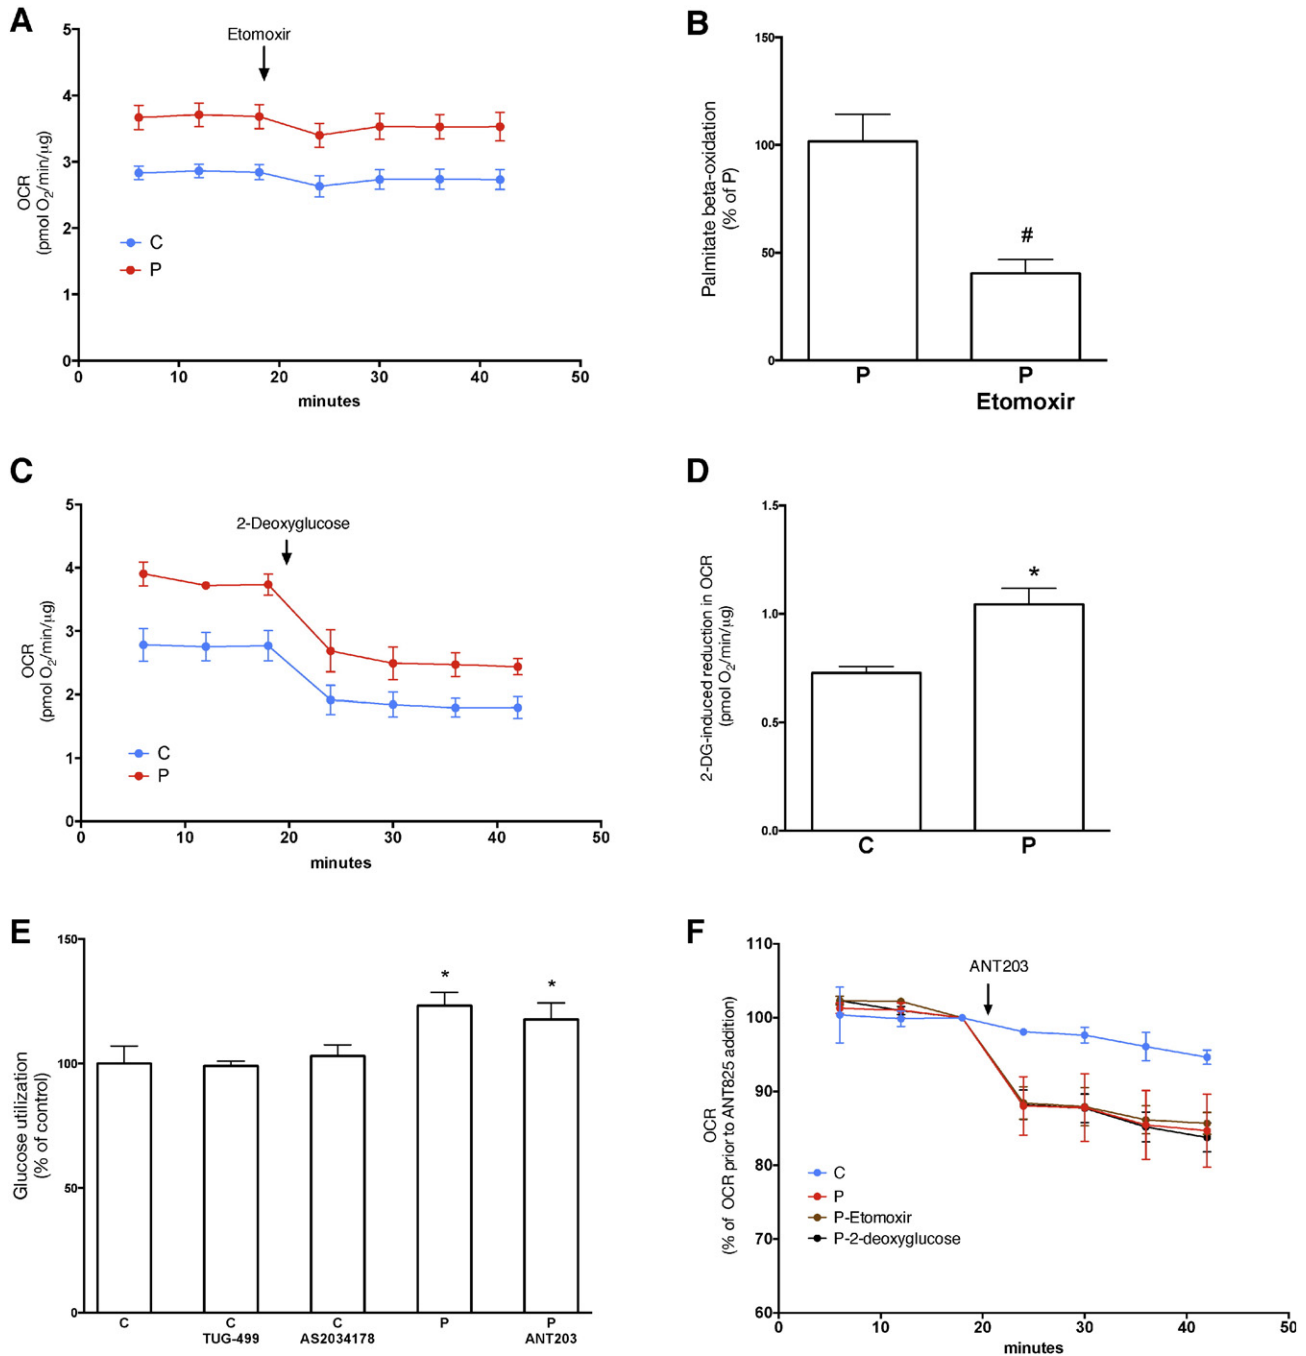 A
5
4
3
2
1
0
OCR
(pmol O2/min/µg)
Etomoxir
C
P
0
10
20
30
40
50
minutes
B
150
100
50
0
Palmitate beta-oxidation
(% of P)
#
P
P
Etomoxir
C
5
4
3
2
1
0
OCR
(pmol O2/min/µg)
2-Deoxyglucose
C
P
0
10
20
30
40
50
minutes
D
1.5
1.0
0.5
0.0
2-DG-induced reduction in OCR
(pmol O2/min/µg)
*
C
P
E
150
100
50
0
Glucose utilization
(% of control)
*
*
C
C
C
P
P
TUG-499
AS2034178
ANT203
F
110
100
90
80
70
60
OCR
(% of OCR prior to ANT825 addition)
ANT203
C
P
P-Etomoxir
P-2-deoxyglucose
0
10
20
30
40
50
minutes